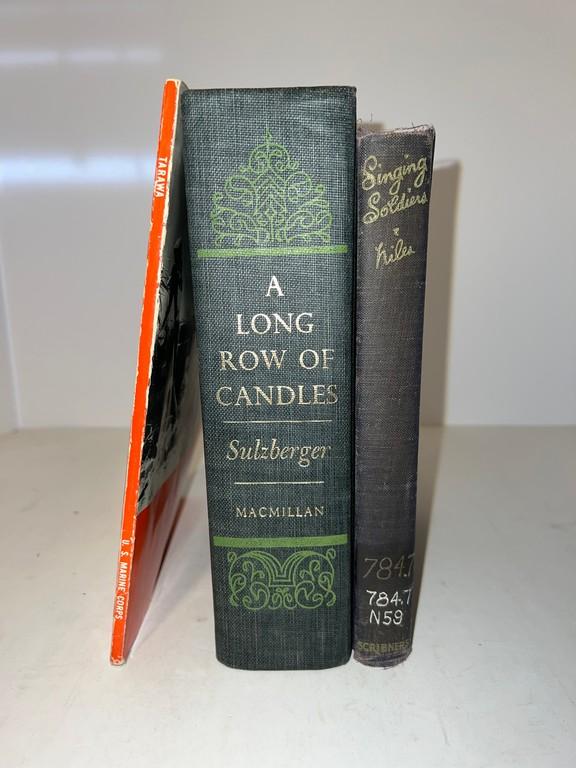 TARAWA
U. S. MARINE CORPS
A
LONG
ROW OF
CANDLES
Sulzberger
MACMILLAN
Singing
Soldiers
Niles
784.7
784.7
N59
SCRIBNERS